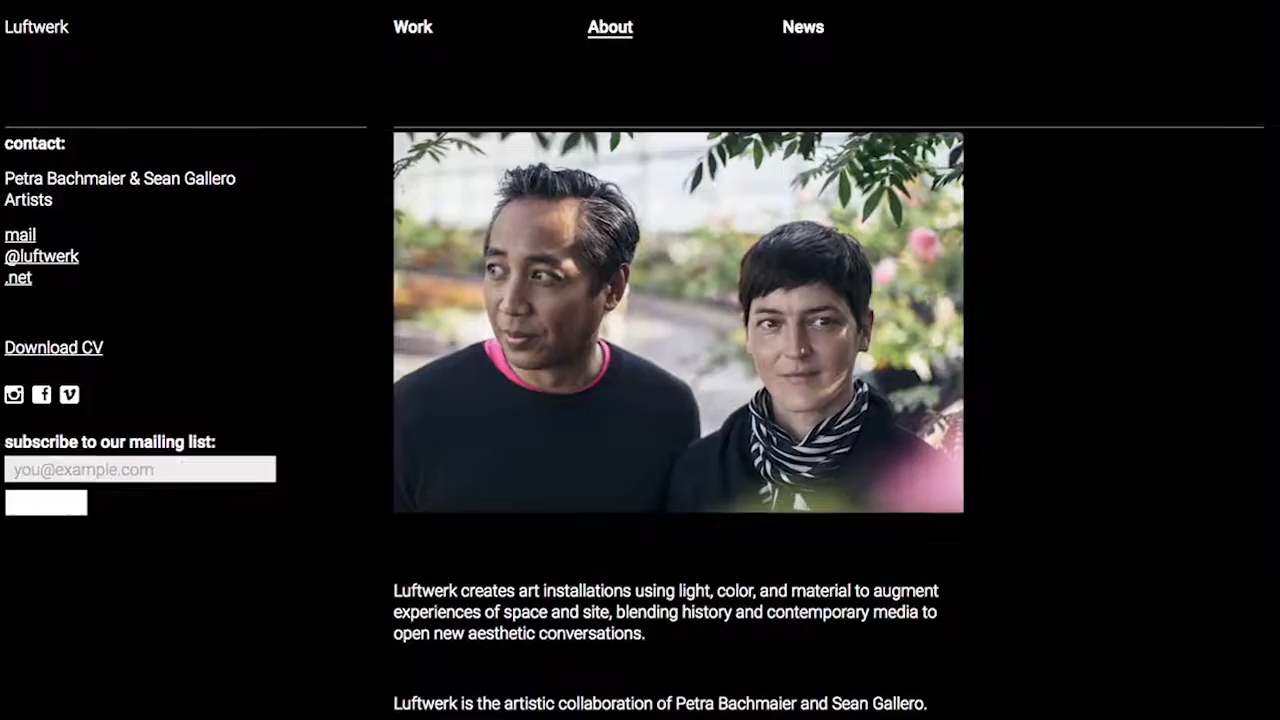 Luftwerk
Work
About
News
contact:
Petra Bachmaier & Sean Gallero
Artists
mail
@luftwerk
.net
Download CV
subscribe to our mailing list:
you@example.com
Luftwerk creates art installations using light, color, and material to augment
experiences of space and site, blending history and contemporary media to
open new aesthetic conversations.
Luftwerk is the artistic collaboration of Petra Bachmaier and Sean Gallero.